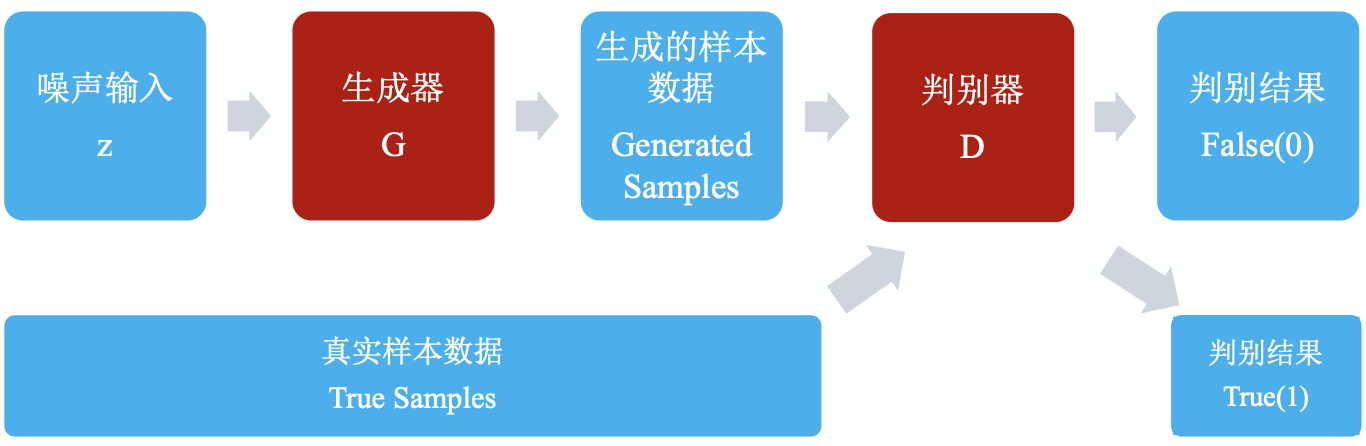 噪声输入
z
生成器
G
生成的样本
数据
Generated
Samples
判别器
D
判别结果
False(0)
真实样本数据
True Samples
判别结果
True(1)